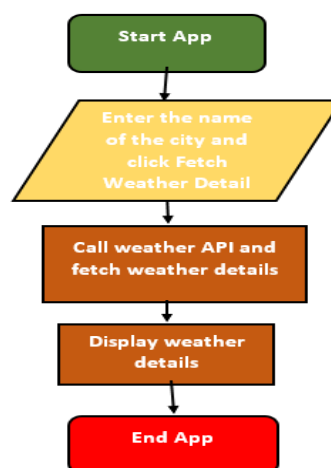 Start App
Enter the name
of the city and
click Fetch
Weather Detail
Call weather API and
fetch weather details
Display weather
details
End App